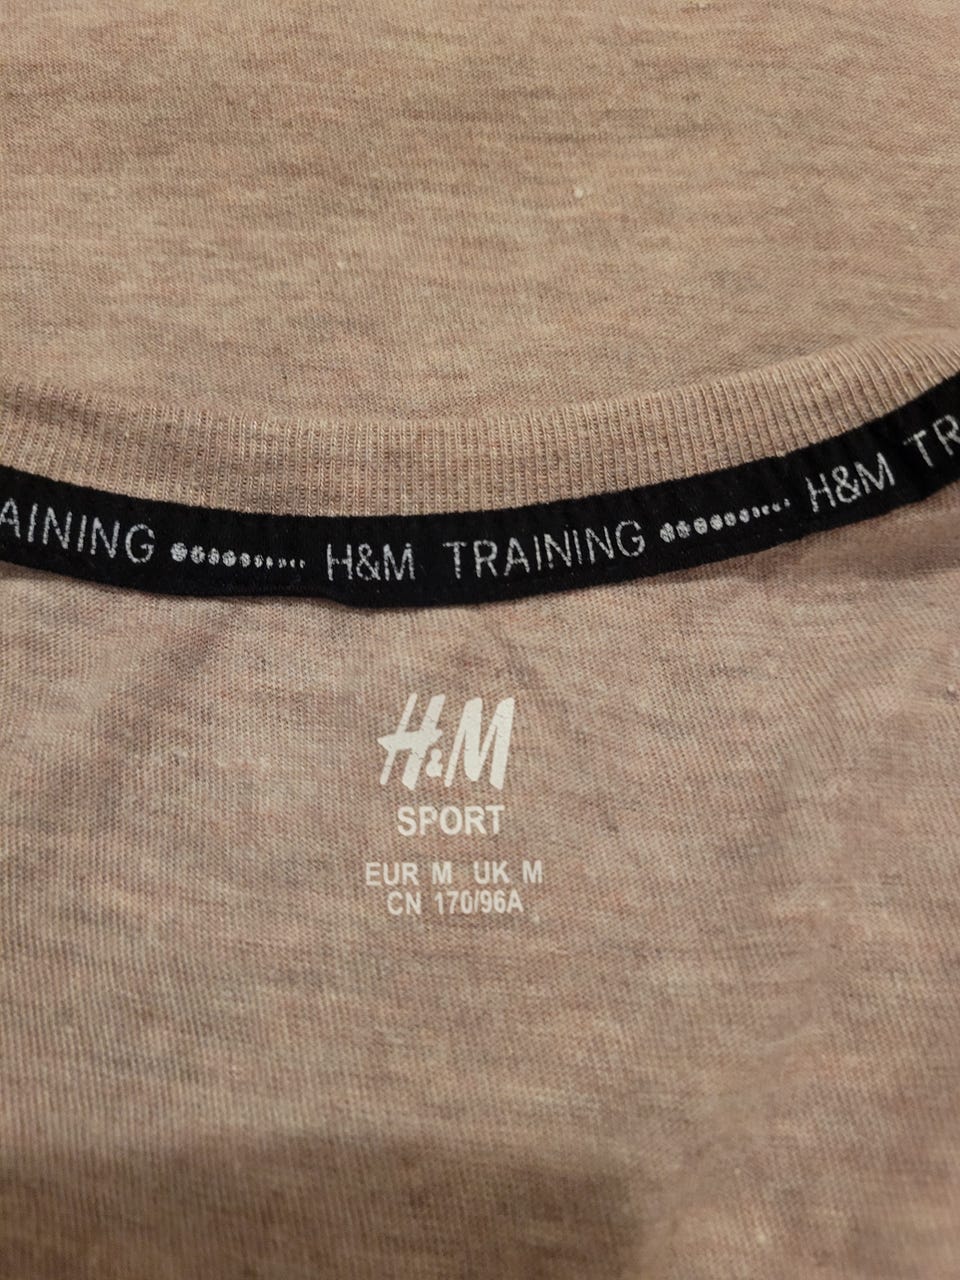 AINING ●●●●●●●●●● H&M TRAINING ●●●●●●●●●● H&M TR
H&M
SPORT
EUR M UK M
CN 170/96A